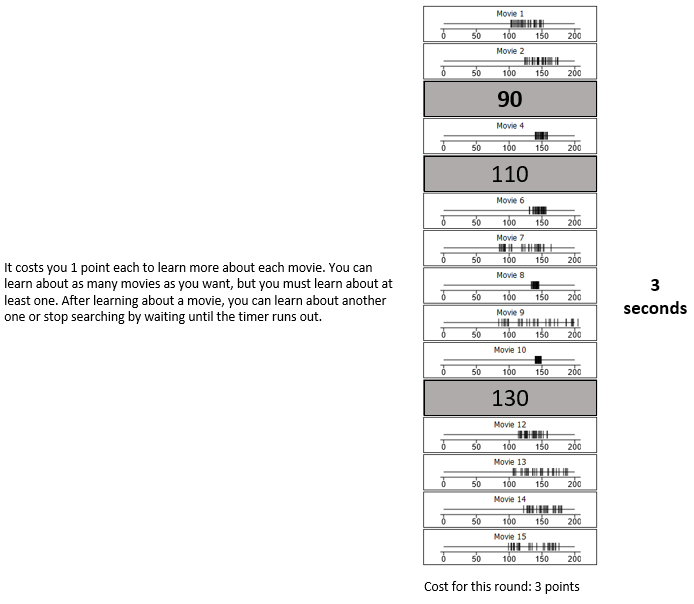 Movie 1
0 50 100 150 200
Movie 2
0 50 100 150 200
90
Movie 4
0 50 100 150 200
110
Movie 6
0 50 100 150 200
Movie 7
0 50 100 150 200
It costs you 1 point each to learn more about each movie. You can
learn about as many movies as you want, but you must learn about at
least one. After learning about a movie, you can learn about another
one or stop searching by waiting until the timer runs out.
Movie 8
0 50 100 150 200
3
seconds
Movie 9
0 50 100 150 200
Movie 10
0 50 100 150 200
130
Movie 12
0 50 100 150 200
Movie 13
0 50 100 150 200
Movie 14
0 50 100 150 200
Movie 15
0 50 100 150 200
Cost for this round: 3 points